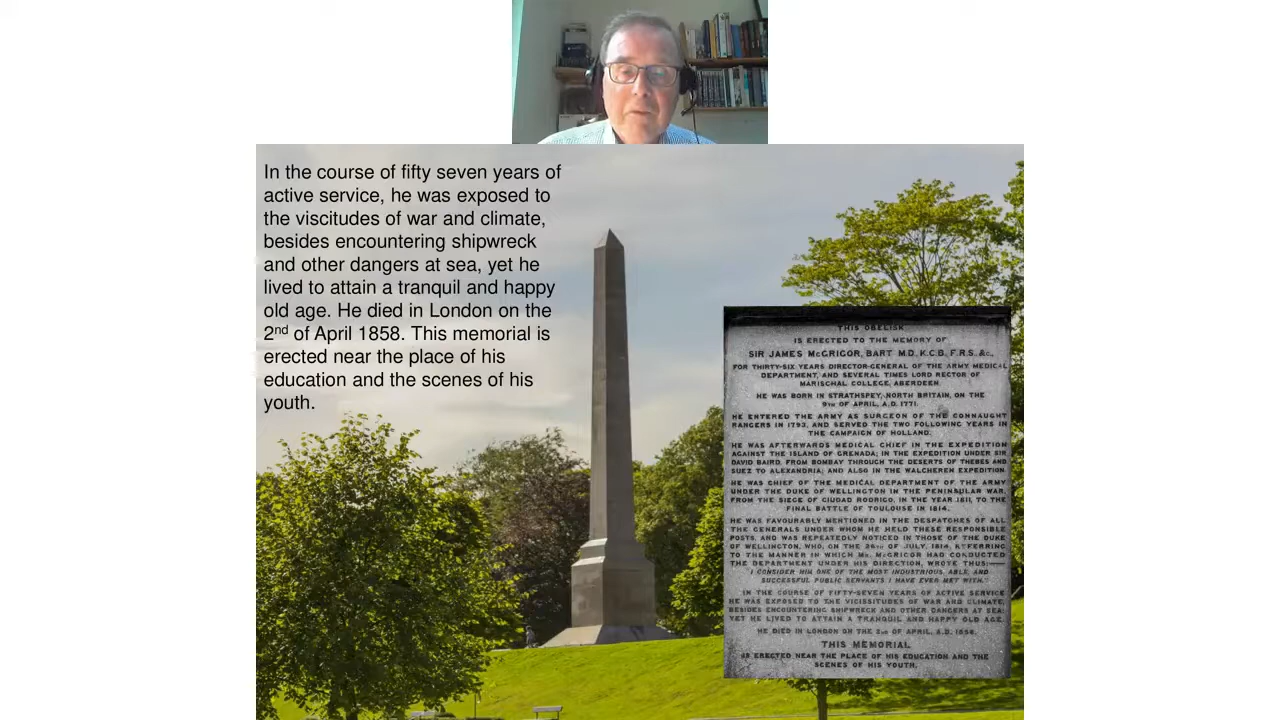 In the course of fifty seven years of
active service, he was exposed to
the viscitudes of war and climate,
besides encountering shipwreck
and other dangers at sea, yet he
lived to attain a tranquil and happy
old age. He died in London on the
2nd of April 1858. This memorial is
erected near the place of his
education and the scenes of his
youth.
THIS OBELISK
IS ERECTED TO THE MEMORY OF
SIR JAMES McGRIGOR, BART M.D., K.C.B., F.R.S., &c.,
FOR THIRTY-SIX YEARS DIRECTOR-GENERAL OF THE ARMY MEDICAL
DEPARTMENT, AND SEVERAL TIMES LORD RECTOR OF
MARISCHAL COLLEGE, ABERDEEN.
HE WAS BORN IN STRATHSPEY, NORTH BRITAIN, ON THE
9TH OF APRIL, A.D. 1771.
HE ENTERED THE ARMY AS SURGEON OF THE CONNAUGHT
RANGERS IN 1793, AND SERVED THE TWO FOLLOWING YEARS IN
THE CAMPAIGN OF HOLLAND.
HE WAS AFTERWARDS MEDICAL CHIEF IN THE EXPEDITION
AGAINST THE ISLAND OF GRENADA; IN THE EXPEDITION UNDER SIR
DAVID BAIRD, FROM BOMBAY THROUGH THE DESERTS OF THEBES AND
SUEZ TO ALEXANDRIA; AND ALSO IN THE WALCHEREN EXPEDITION.
HE WAS CHIEF OF THE MEDICAL DEPARTMENT OF THE ARMY
UNDER THE DUKE OF WELLINGTON IN THE PENINSULAR WAR,
FROM THE SIEGE OF CIUDAD RODRIGO, IN THE YEAR 1811, TO THE
FINAL BATTLE OF TOULOUSE IN 1814.
HE WAS FAVOURABLY MENTIONED IN THE DESPATCHES OF ALL
THE GENERALS UNDER WHOM HE HELD THESE RESPONSIBLE
POSTS, AND WAS REPEATEDLY NOTICED IN THOSE OF THE DUKE
OF WELLINGTON, WHO, ON THE 26TH OF JULY, 1814, REFERRING
TO THE MANNER IN WHICH MR. McGRIGOR HAD CONDUCTED
THE DEPARTMENT UNDER HIS DIRECTION, WROTE THUS:—
"I CONSIDER HIM ONE OF THE MOST INDUSTRIOUS, ABLE, AND
SUCCESSFUL PUBLIC SERVANTS I HAVE EVER MET WITH."
IN THE COURSE OF FIFTY-SEVEN YEARS OF ACTIVE SERVICE
HE WAS EXPOSED TO THE VICISSITUDES OF WAR AND CLIMATE,
BESIDES ENCOUNTERING SHIPWRECK AND OTHER DANGERS AT SEA;
YET HE LIVED TO ATTAIN A TRANQUIL AND HAPPY OLD AGE.
HE DIED IN LONDON ON THE 2ND OF APRIL, A.D. 1858.
THIS MEMORIAL
IS ERECTED NEAR THE PLACE OF HIS EDUCATION AND THE
SCENES OF HIS YOUTH.